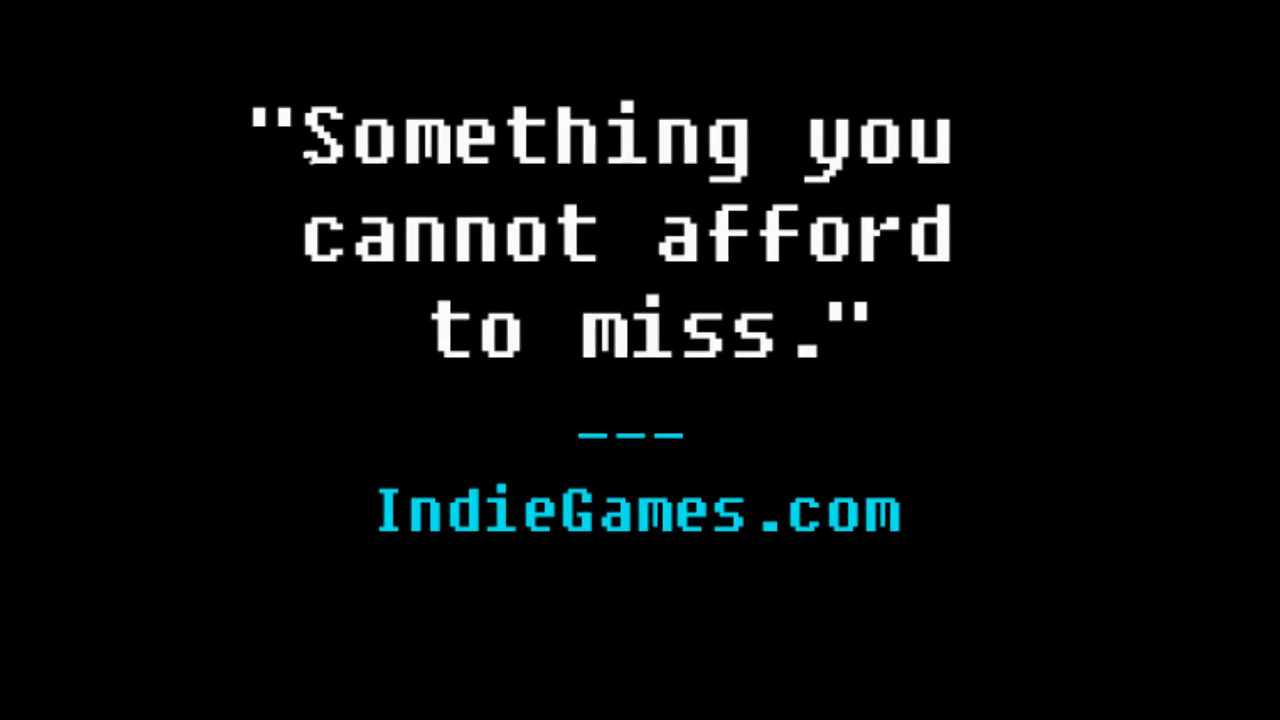 "Something you
cannot afford
to miss."
---
IndieGames.com